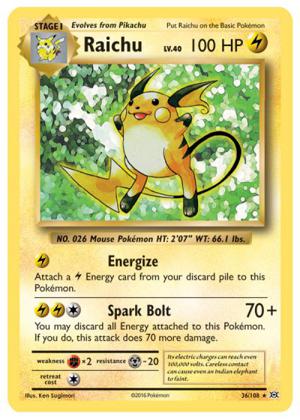 STAGE 1 Evolves from Pikachu Put Raichu on the Basic Pokémon
Raichu LV.40 100 HP
NO. 026 Mouse Pokémon HT: 2'07" WT: 66.1 lbs.
Energize
Attach a Energy card from your discard pile to this
Pokémon.
Spark Bolt 70+
You may discard all Energy attached to this Pokémon. If
you do, this attack does 70 more damage.
weakness ×2 resistance -20
retreat
cost
Its electric charges can reach even
100,000 volts. Careless contact
can cause even an Indian elephant
to faint.
Illus. Ken Sugimori ©2016 Pokémon 36/108 ★ XY